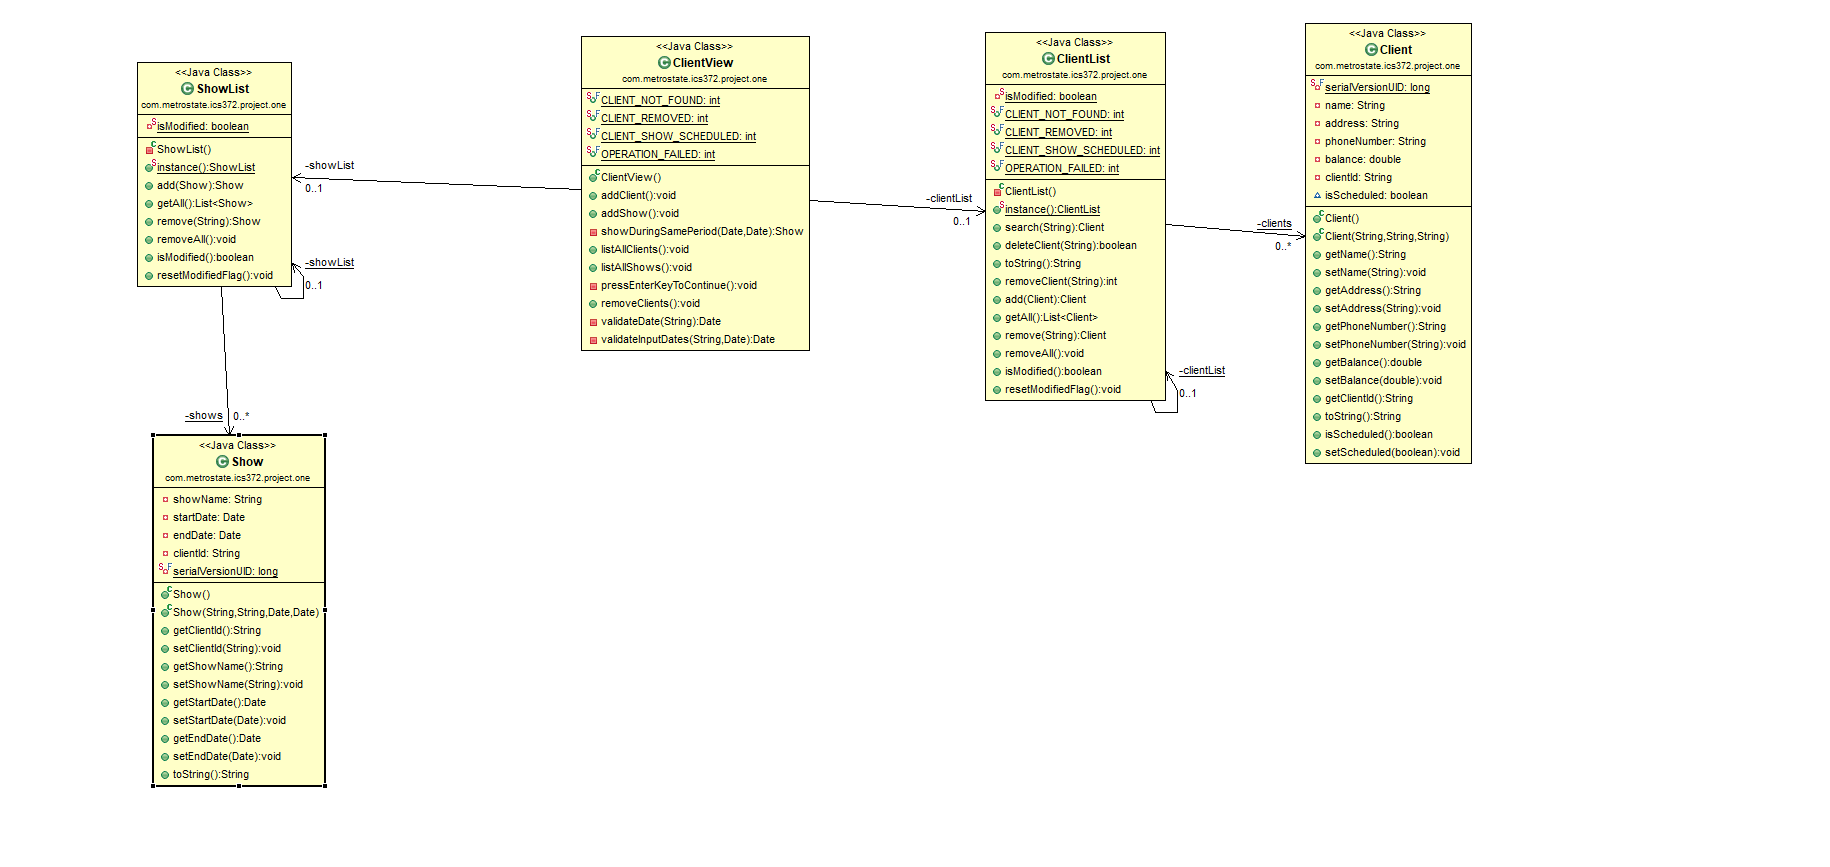 <<Java Class>>
ShowList
com.metrostate.ics372.project.one
isModified: boolean
ShowList()
instance():ShowList
add(Show):Show
getAll():List<Show>
remove(String):Show
removeAll():void
isModified():boolean
resetModifiedFlag():void
-showList
0..1
-showList
0..1
-shows
0..*
<<Java Class>>
Show
com.metrostate.ics372.project.one
showName: String
startDate: Date
endDate: Date
clientId: String
serialVersionUID: long
Show()
Show(String,String,Date,Date)
getClientId():String
setClientId(String):void
getShowName():String
setShowName(String):void
getStartDate():Date
setStartDate(Date):void
getEndDate():Date
setEndDate(Date):void
toString():String
<<Java Class>>
ClientView
com.metrostate.ics372.project.one
CLIENT_NOT_FOUND: int
CLIENT_REMOVED: int
CLIENT_SHOW_SCHEDULED: int
OPERATION_FAILED: int
ClientView()
addClient():void
addShow():void
showDuringSamePeriod(Date,Date):Show
listAllClients():void
listAllShows():void
pressEnterKeyToContinue():void
removeClients():void
validateDate(String):Date
validateInputDates(String,Date):Date
-clientList
0..1
<<Java Class>>
ClientList
com.metrostate.ics372.project.one
isModified: boolean
CLIENT_NOT_FOUND: int
CLIENT_REMOVED: int
CLIENT_SHOW_SCHEDULED: int
OPERATION_FAILED: int
ClientList()
instance():ClientList
search(String):Client
deleteClient(String):boolean
toString():String
removeClient(String):int
add(Client):Client
getAll():List<Client>
remove(String):Client
removeAll():void
isModified():boolean
resetModifiedFlag():void
-clientList
0..1
-clients
0..*
<<Java Class>>
Client
com.metrostate.ics372.project.one
serialVersionUID: long
name: String
address: String
phoneNumber: String
balance: double
clientId: String
isScheduled: boolean
Client()
Client(String,String,String)
getName():String
setName(String):void
getAddress():String
setAddress(String):void
getPhoneNumber():String
setPhoneNumber(String):void
getBalance():double
setBalance(double):void
getClientId():String
toString():String
isScheduled():boolean
setScheduled(boolean):void